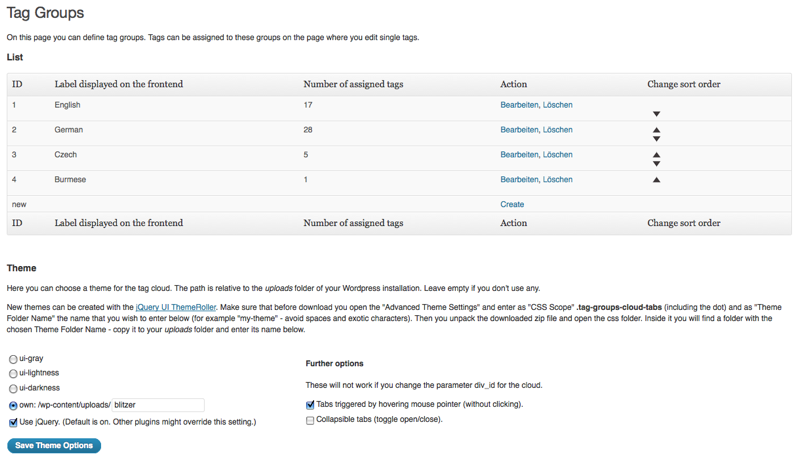 Tag Groups
On this page you can define tag groups. Tags can be assigned to these groups on the page where you edit single tags.
List
ID Label displayed on the frontend Number of assigned tags Action Change sort order
1 English 17 Bearbeiten, Löschen
2 German 28 Bearbeiten, Löschen
3 Czech 5 Bearbeiten, Löschen
4 Burmese 1 Bearbeiten, Löschen
new Create
ID Label displayed on the frontend Number of assigned tags Action Change sort order
Theme
Here you can choose a theme for the tag cloud. The path is relative to the uploads folder of your Wordpress installation. Leave empty if you don't use any.
New themes can be created with the jQuery UI ThemeRoller. Make sure that before download you open the "Advanced Theme Settings" and enter as "CSS Scope" .tag-groups-cloud-tabs (including the dot) and as "Theme
Folder Name" the name that you wish to enter below (for example "my-theme" - avoid spaces and exotic characters). Then you unpack the downloaded zip file and open the css folder. Inside it you will find a folder with the
chosen Theme Folder Name - copy it to your uploads folder and enter its name below.
ui-gray
ui-lightness
ui-darkness
own: /wp-content/uploads/ blitzer
Use jQuery. (Default is on. Other plugins might override this setting.)
Further options
These will not work if you change the parameter div_id for the cloud.
Tabs triggered by hovering mouse pointer (without clicking).
Collapsible tabs (toggle open/close).
Save Theme Options